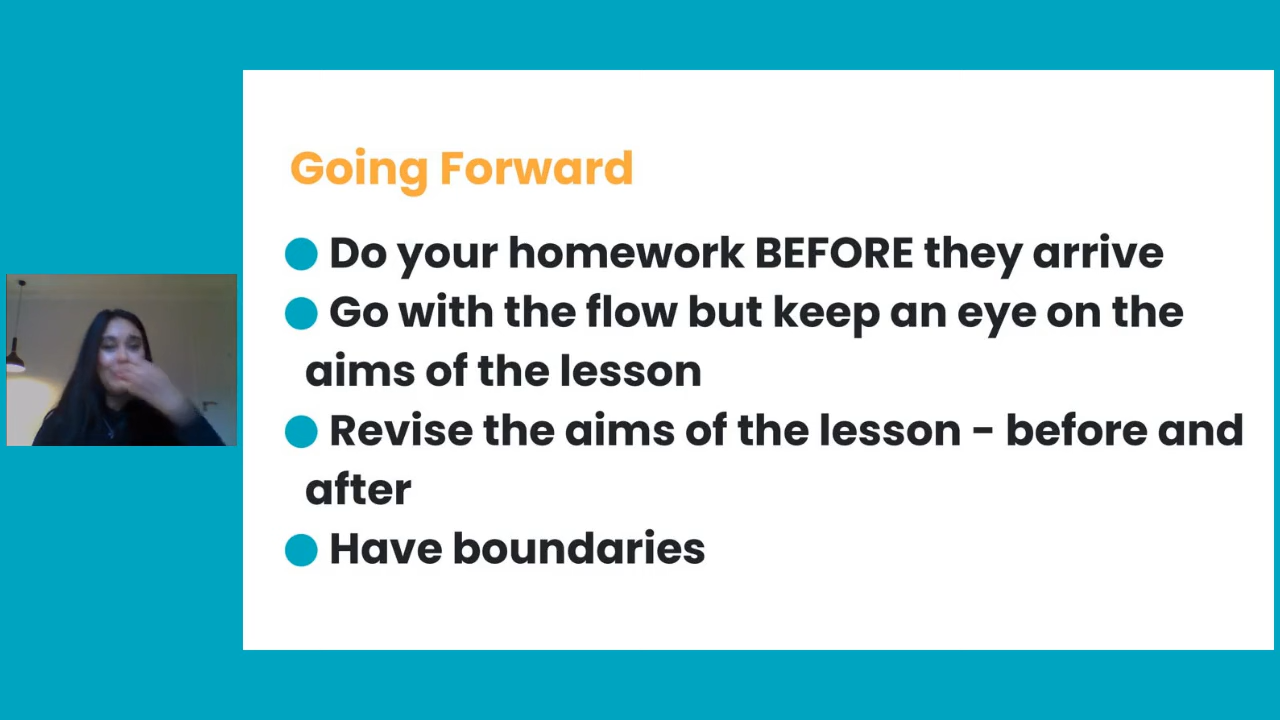 Going Forward
Do your homework BEFORE they arrive
Go with the flow but keep an eye on the
aims of the lesson
Revise the aims of the lesson - before and
after
Have boundaries